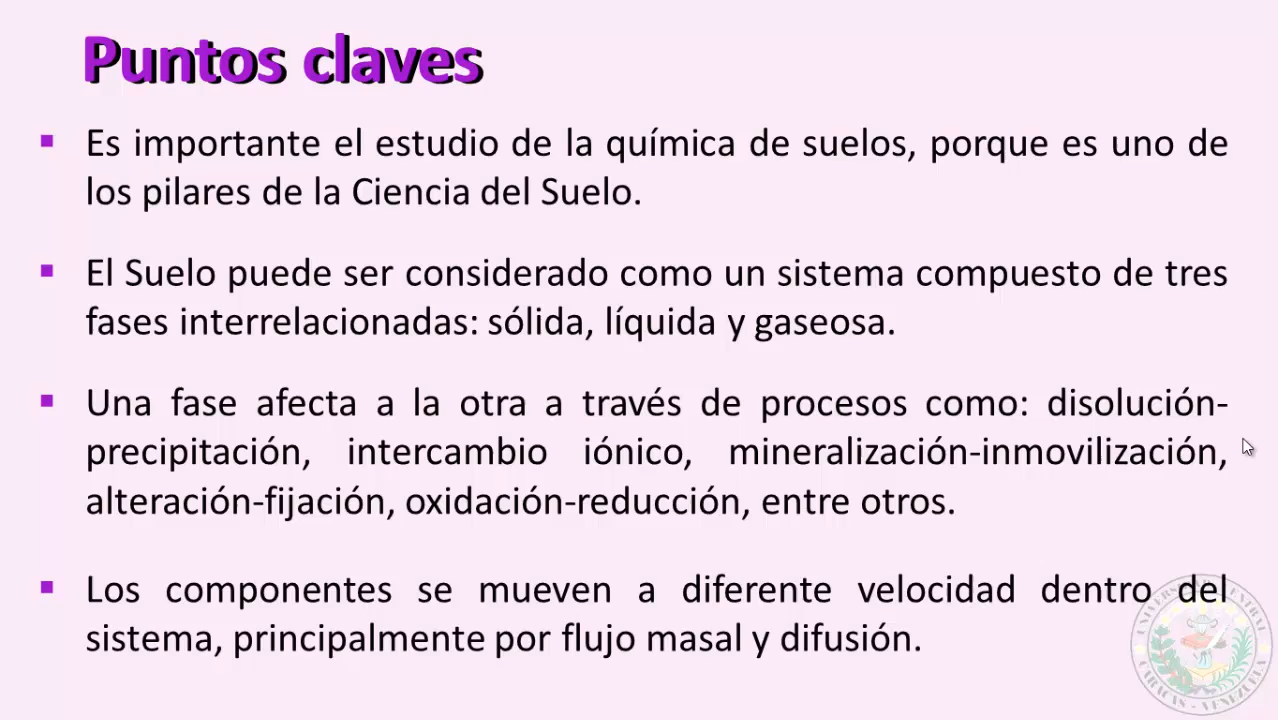 Puntos claves
Es importante el estudio de la química de suelos, porque es uno de
los pilares de la Ciencia del Suelo.
El Suelo puede ser considerado como un sistema compuesto de tres
fases interrelacionadas: sólida, líquida y gaseosa.
Una fase afecta a la otra a través de procesos como: disolución-
precipitación, intercambio iónico, mineralización-inmovilización,
alteración-fijación, oxidación-reducción, entre otros.
Los componentes se mueven a diferente velocidad dentro del
sistema, principalmente por flujo masal y difusión.
CARACAS - VENEZUELA